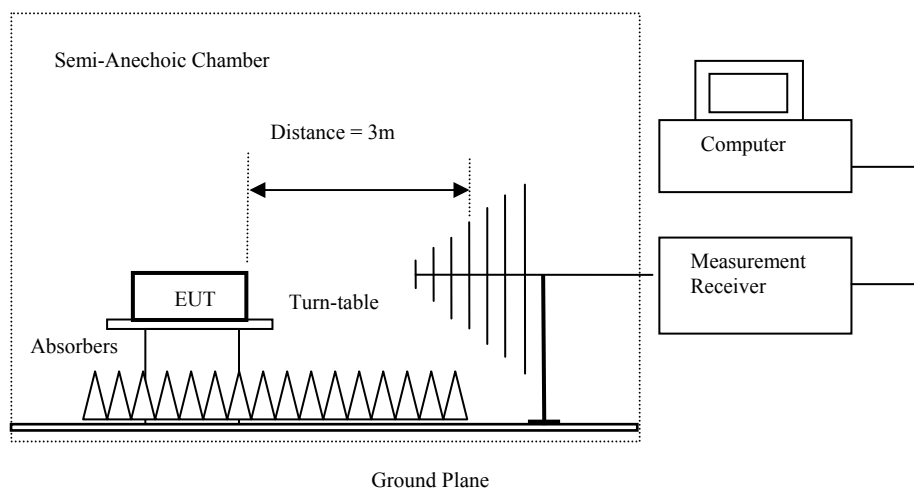 Semi-Anechoic Chamber
Distance = 3m
Computer
Measurement
Receiver
EUT
Turn-table
Absorbers
Ground Plane